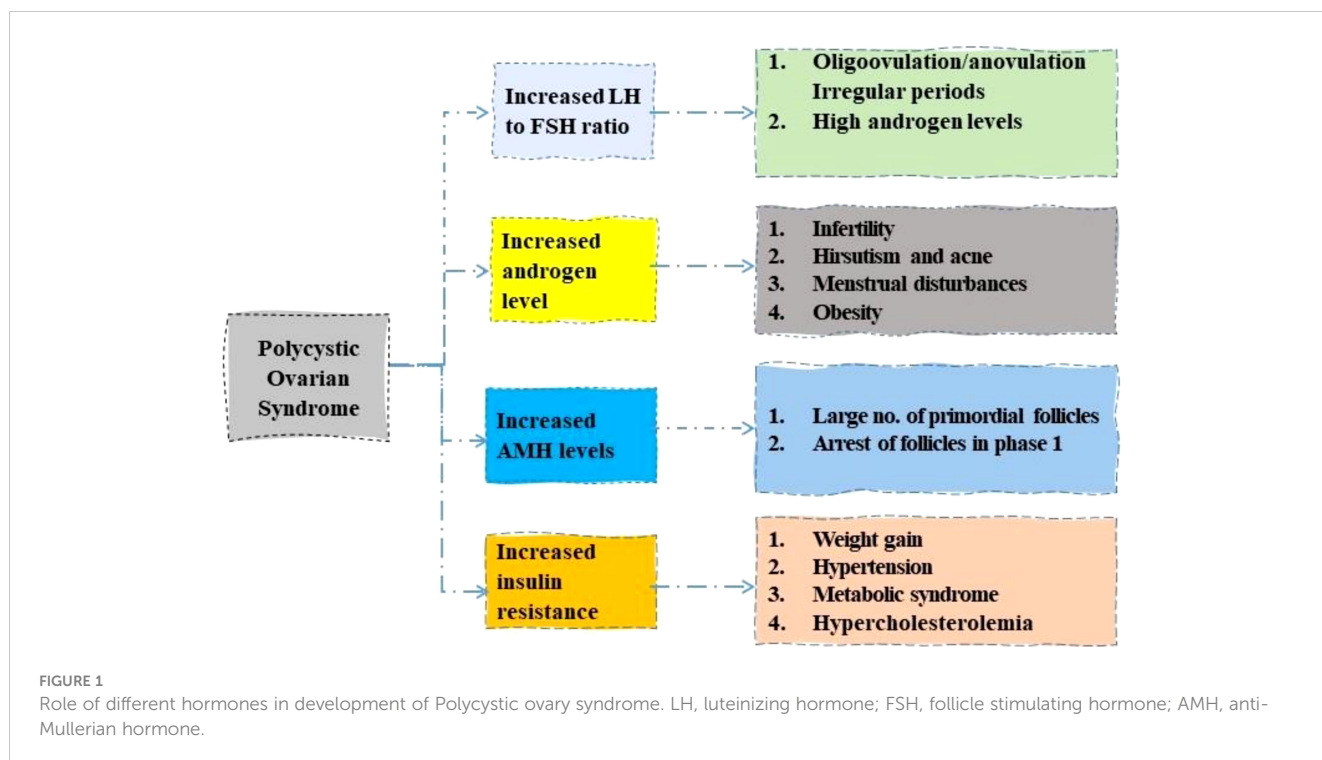 Polycystic
Ovarian
Syndrome
Increased LH
to FSH ratio
1. Oligoovulation/anovulation
Irregular periods
2. High androgen levels
Increased
androgen
level
1. Infertility
2. Hirsutism and acne
3. Menstrual disturbances
4. Obesity
Increased
AMH levels
1. Large no. of primordial follicles
2. Arrest of follicles in phase 1
Increased
insulin
resistance
1. Weight gain
2. Hypertension
3. Metabolic syndrome
4. Hypercholesterolemia
FIGURE 1
Role of different hormones in development of Polycystic ovary syndrome. LH, luteinizing hormone; FSH, follicle stimulating hormone; AMH, anti-
Mullerian hormone.